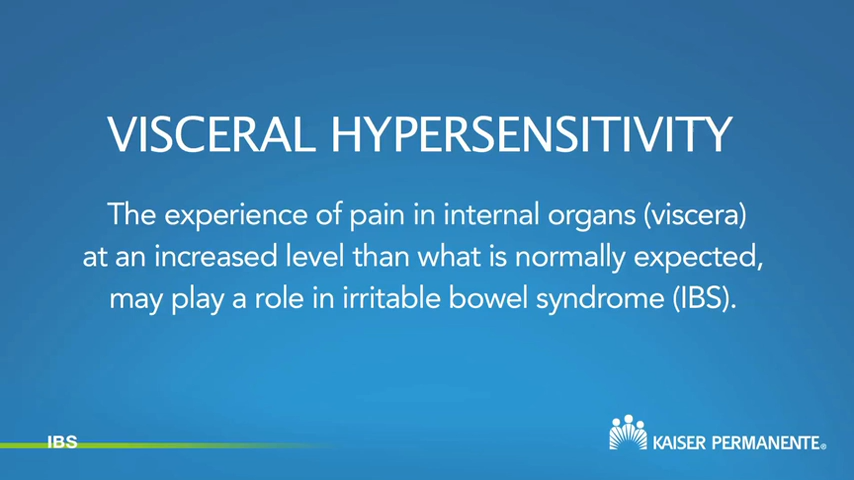 VISCERAL HYPERSENSITIVITY
The experience of pain in internal organs (viscera)
at an increased level than what is normally expected,
may play a role in irritable bowel syndrome (IBS).
IBS
KAISER PERMANENTE®